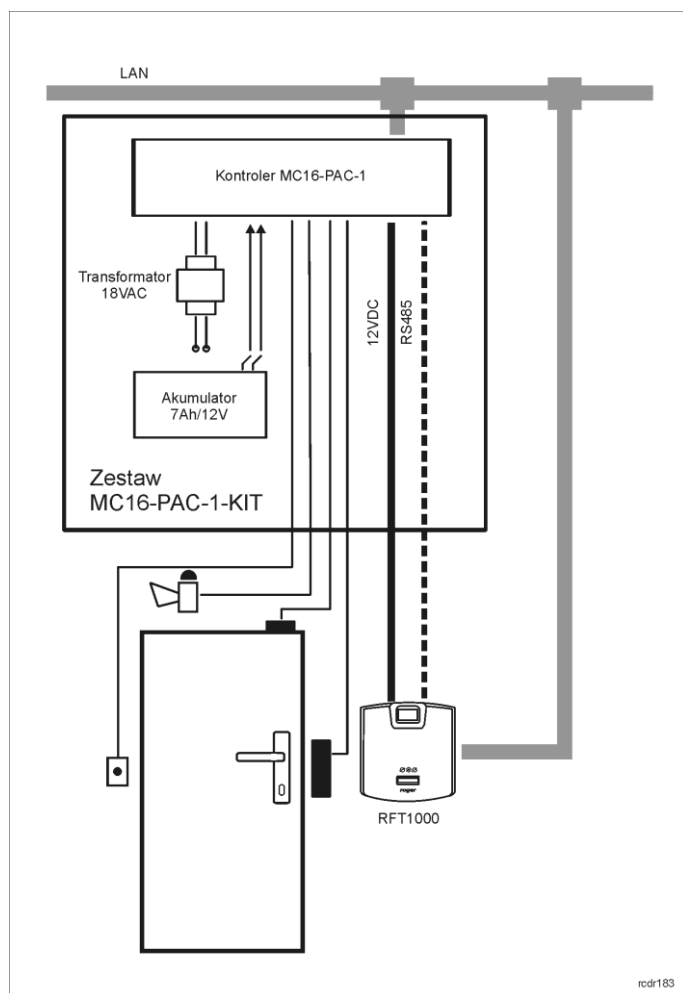 LAN
Kontroler MC16-PAC-1
Transformator
18VAC
12VDC
RS485
Akumulator
7Ah/12V
Zestaw
MC16-PAC-1-KIT
roger
RFT1000
rcdr183